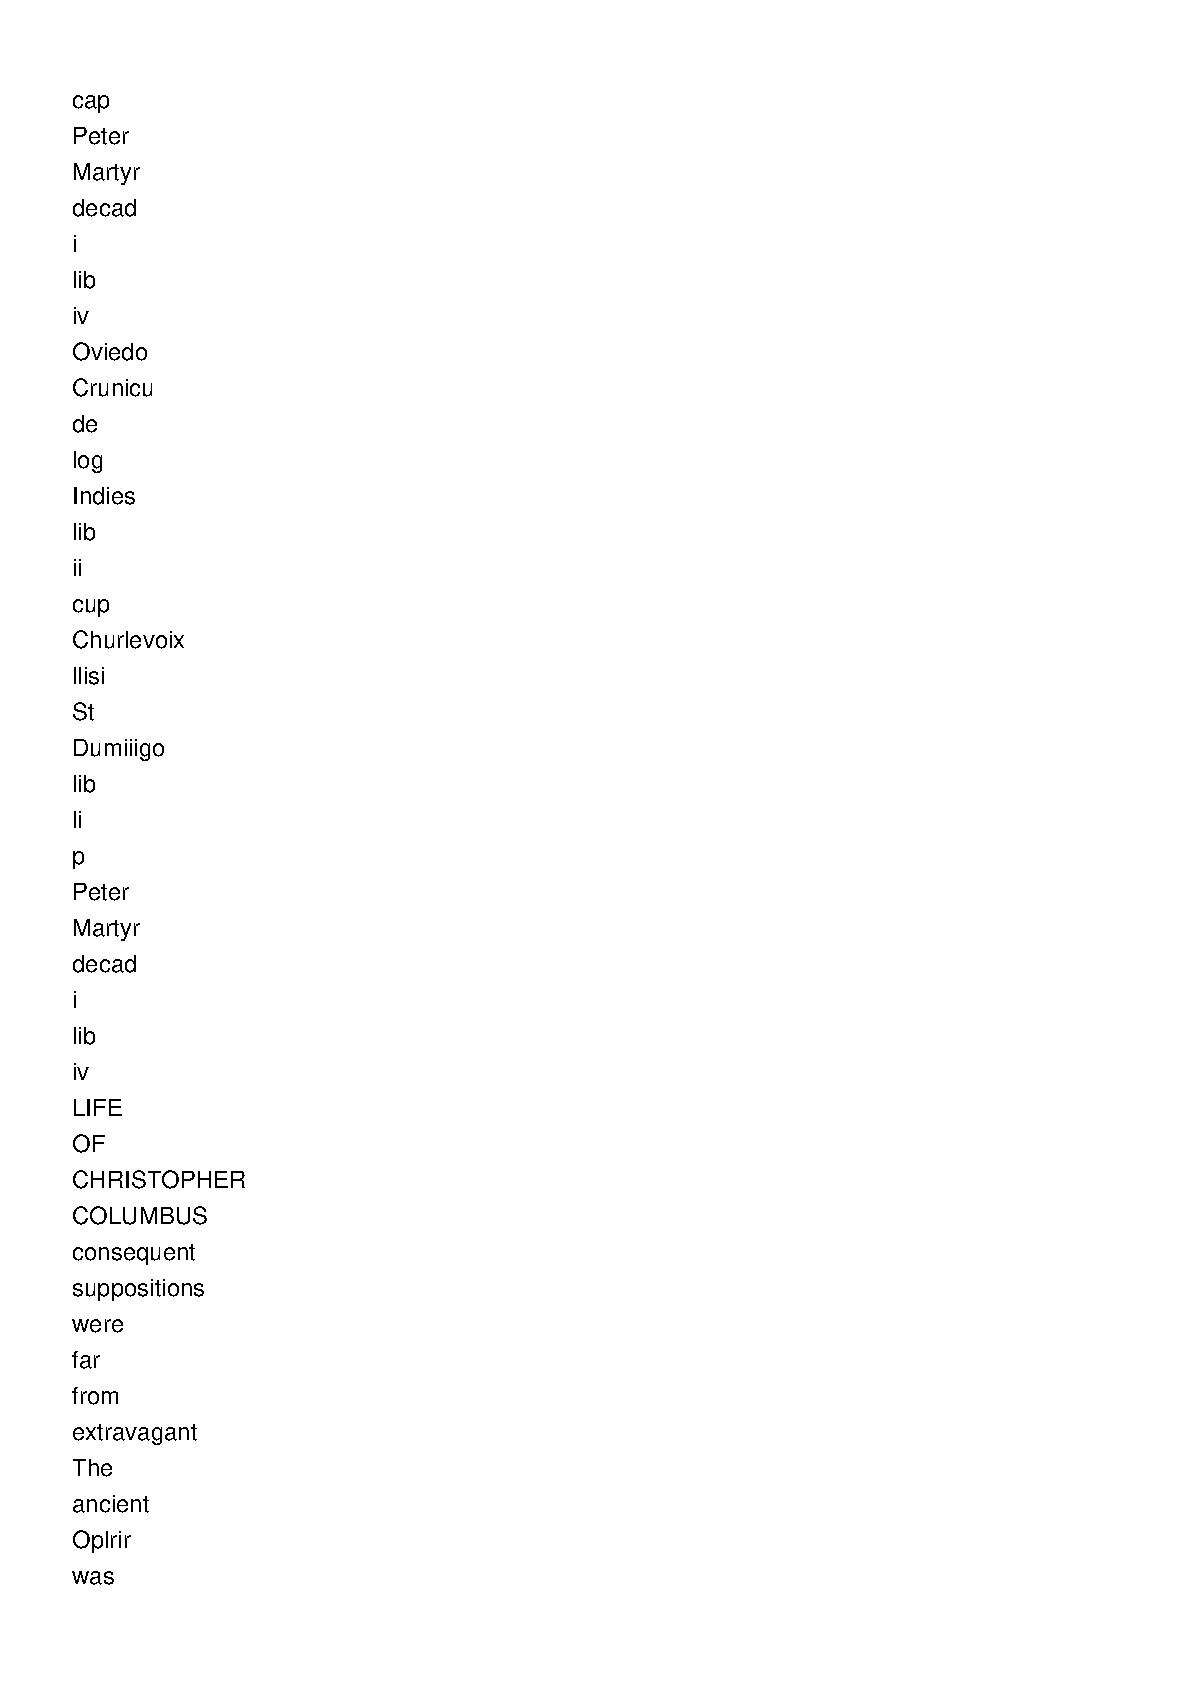 cap
Peter
Martyr
decad
i
lib
iv
Oviedo
Crunicu
de
log
Indies
lib
ii
cup
Churlevoix
llisi
St
Dumiiigo
lib
li
p
Peter
Martyr
decad
i
lib
iv
LIFE
OF
CHRISTOPHER
COLUMBUS
consequent
suppositions
were
far
from
extravagant
The
ancient
Oplrir
was